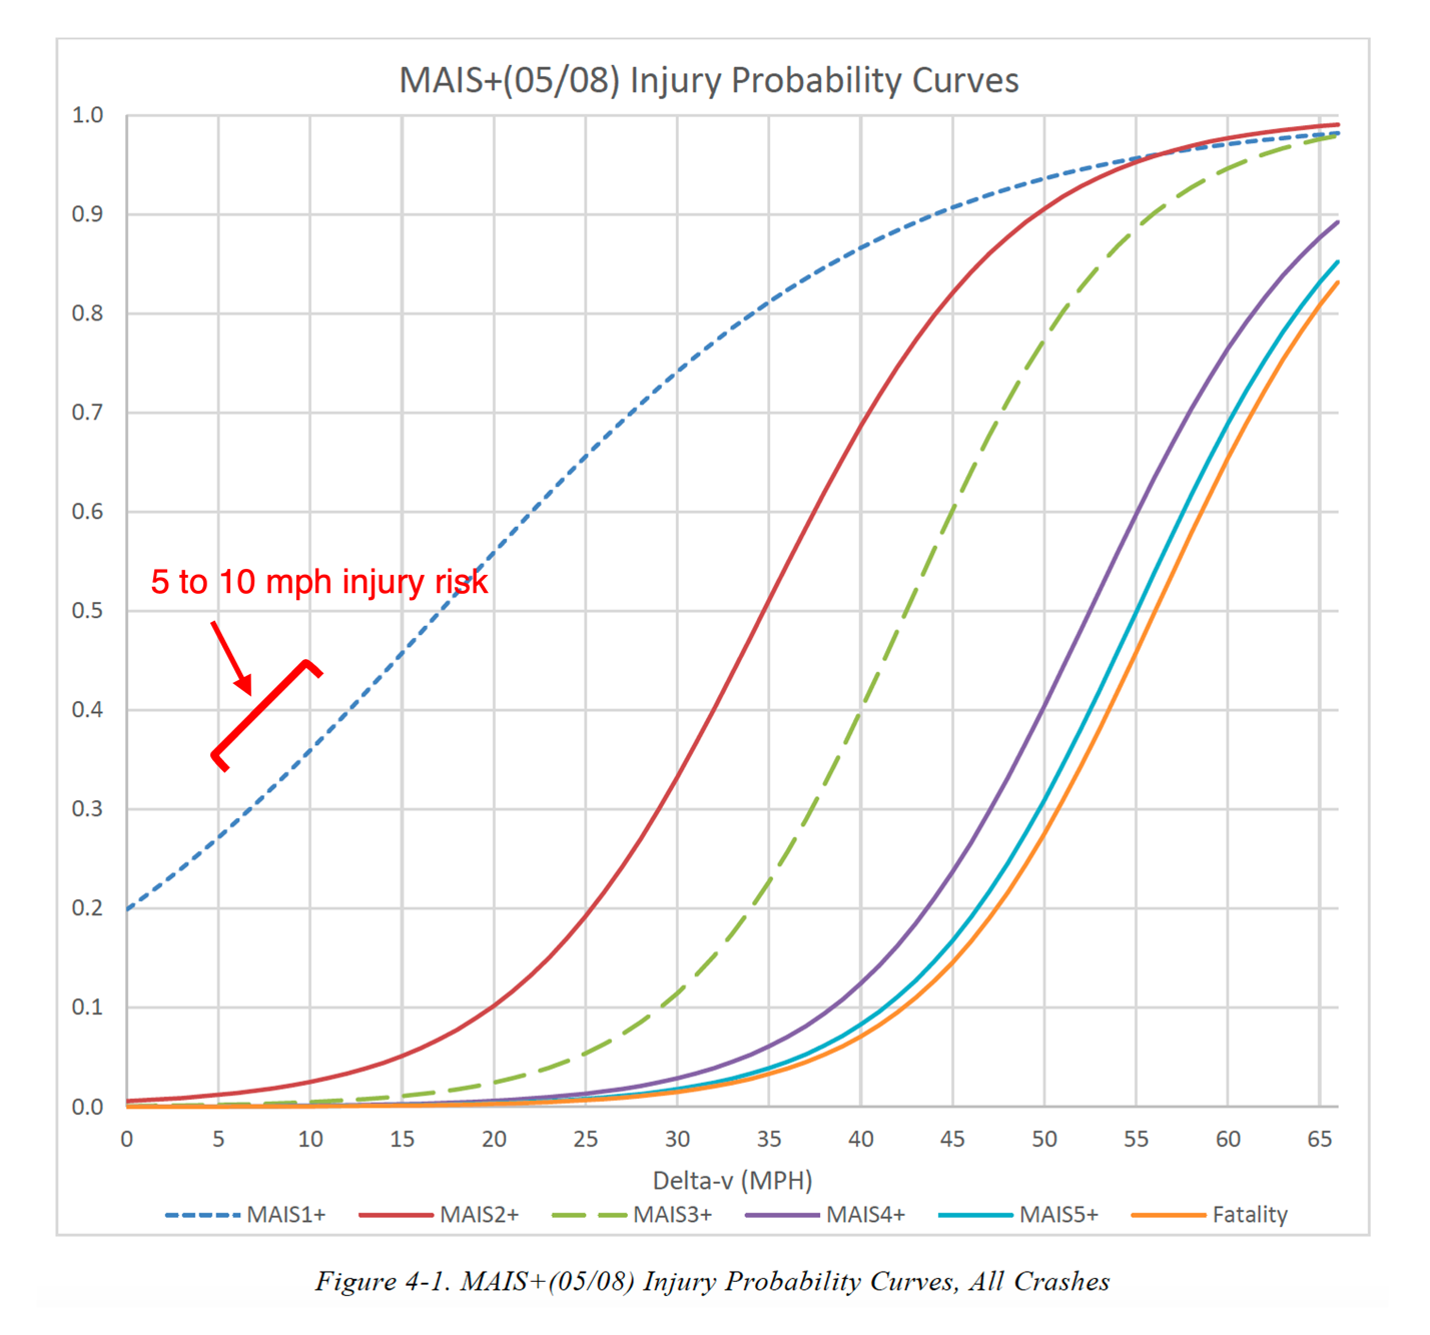 MAIS+(05/08) Injury Probability Curves
1.0
0.9
0.8
0.7
0.6
5 to 10 mph injury risk
0.5
0.4
0.3
0.2
0.1
0.0
0 5 10 15 20 25 30 35 40 45 50 55 60 65
Delta-v (MPH)
MAIS1+ MAIS2+ MAIS3+ MAIS4+ MAIS5+ Fatality
Figure 4-1. MAIS+(05/08) Injury Probability Curves, All Crashes